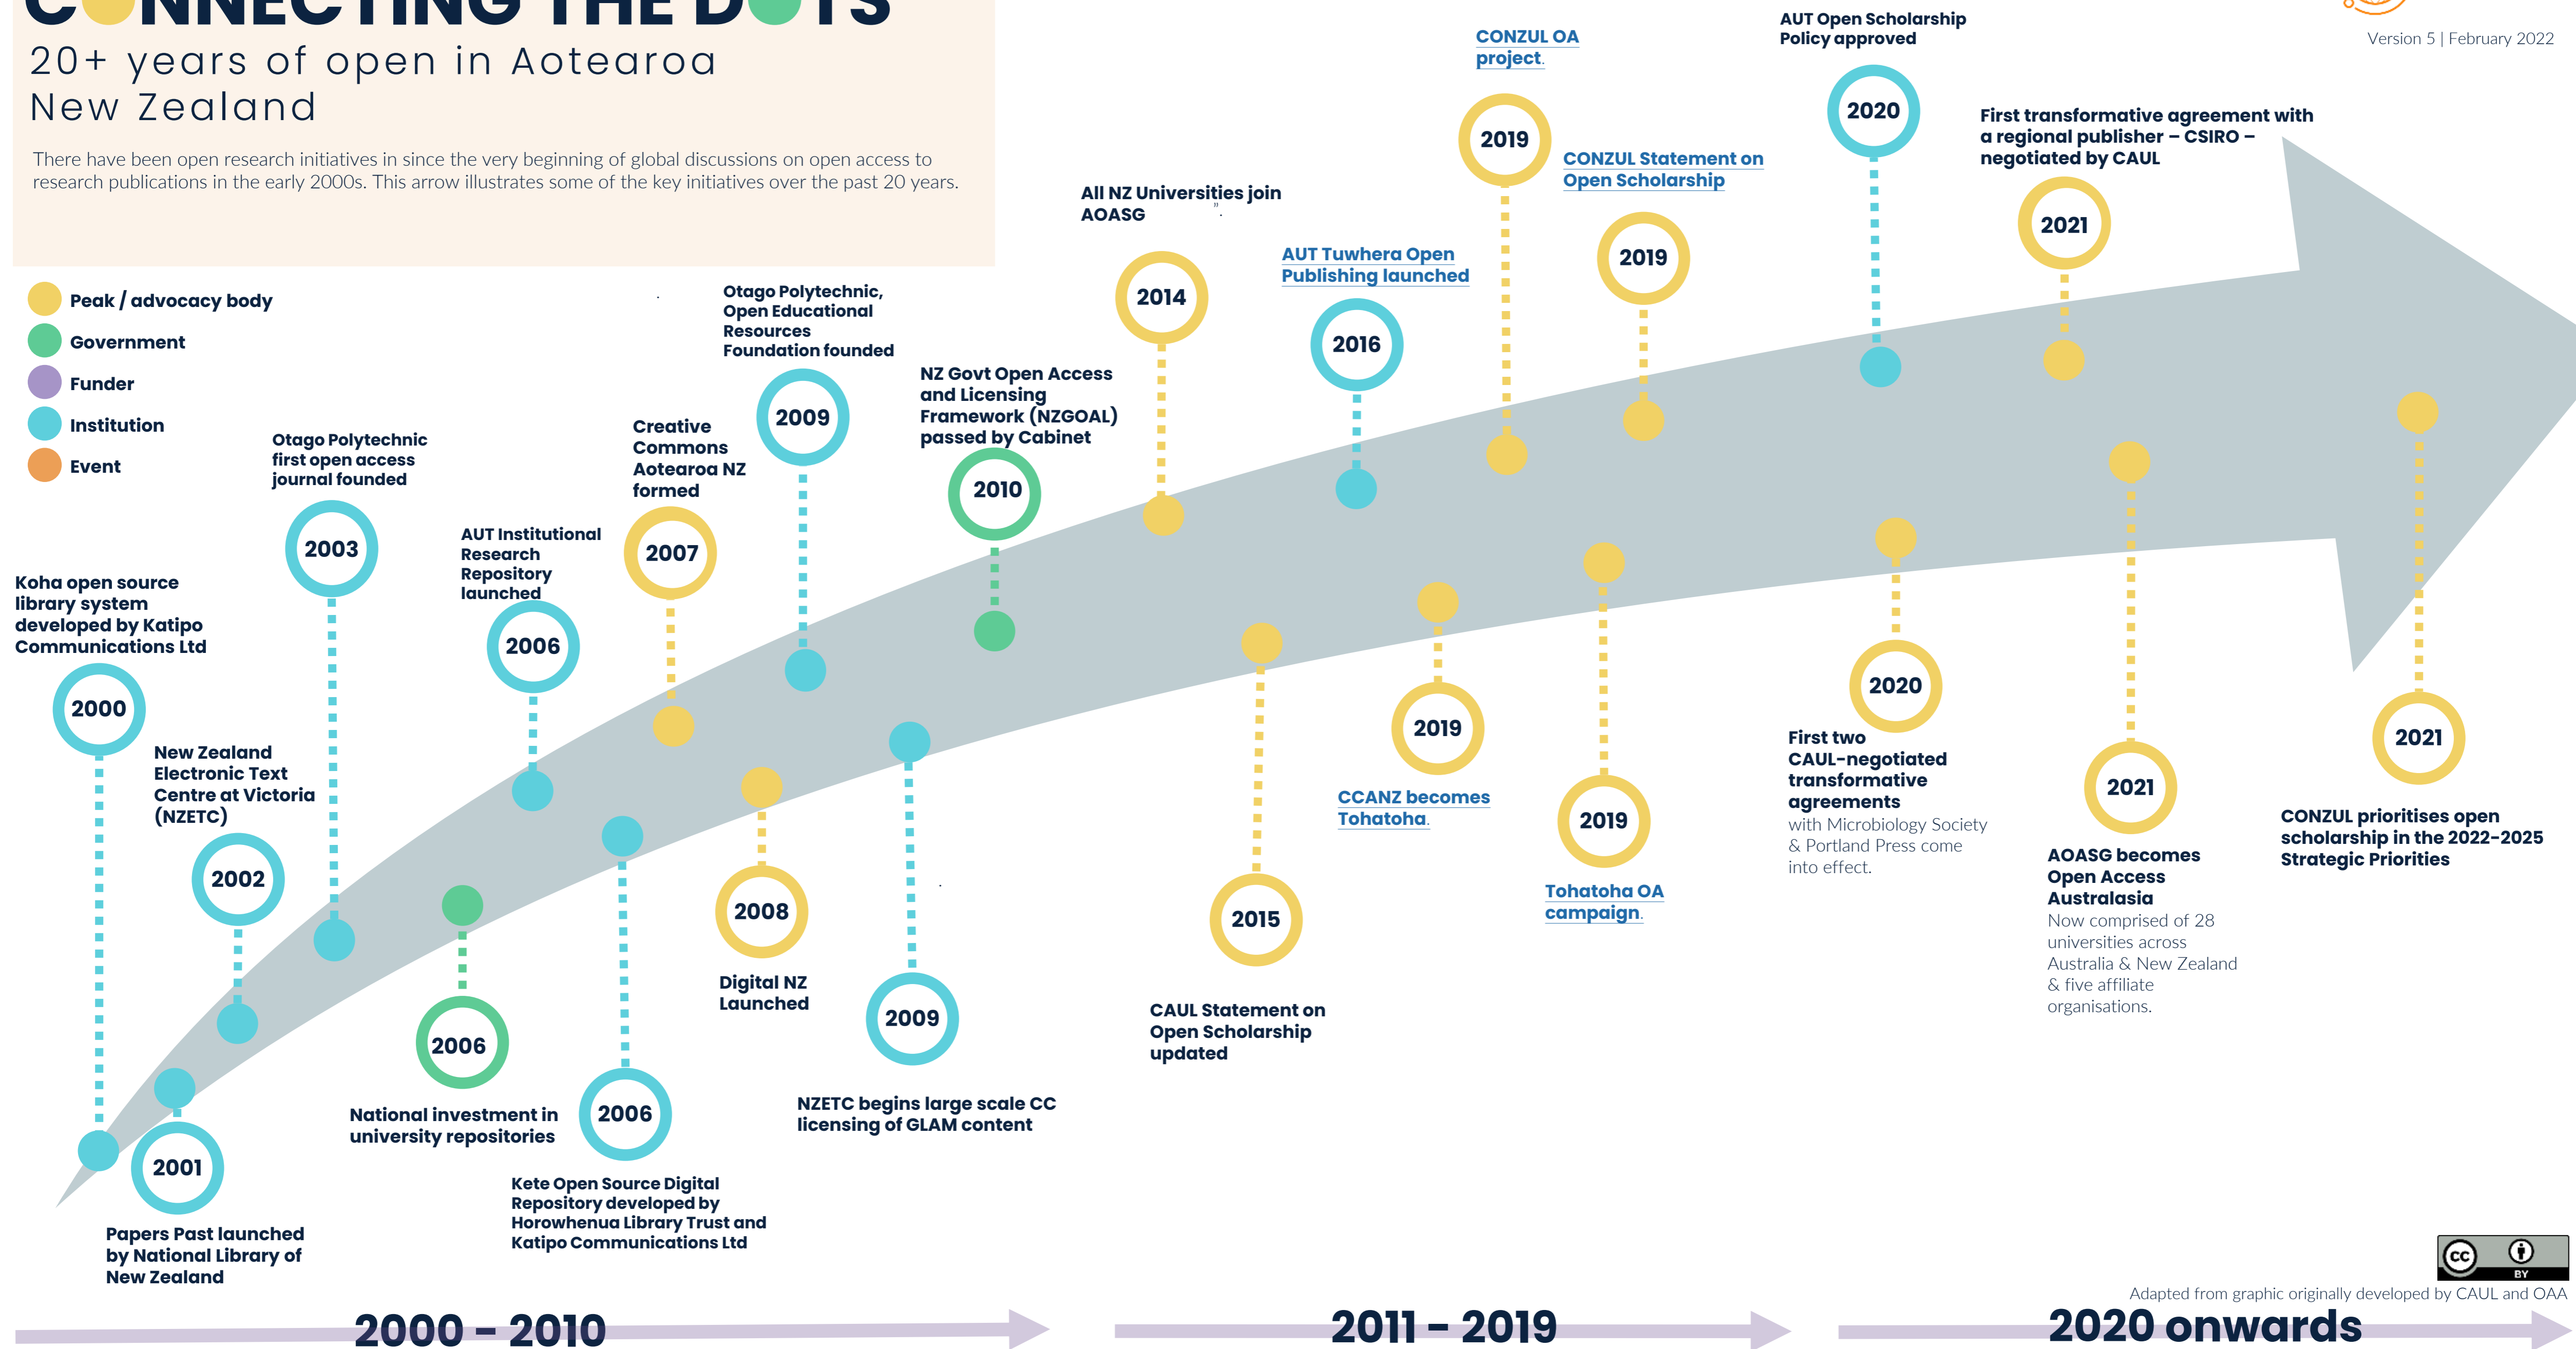 CONNECTING THE DOTS
20+ years of open in Aotearoa
New Zealand
There have been open research initiatives in since the very beginning of global discussions on open access to
research publications in the early 2000s. This arrow illustrates some of the key initiatives over the past 20 years.
Version 5 | February 2022
Peak / advocacy body
Government
Funder
Institution
Event
Koha open source
library system
developed by Katipo
Communications Ltd
2000
Papers Past launched
by National Library of
New Zealand
2001
New Zealand
Electronic Text
Centre at Victoria
(NZETC)
2002
Otago Polytechnic
first open access
journal founded
2003
AUT Institutional
Research
Repository
launched
2006
2006
National investment in
university repositories
2006
Kete Open Source Digital
Repository developed by
Horowhenua Library Trust and
Katipo Communications Ltd
Creative
Commons
Aotearoa NZ
formed
2007
2008
Digital NZ
Launched
Otago Polytechnic,
Open Educational
Resources
Foundation founded
2009
2009
NZETC begins large scale CC
licensing of GLAM content
NZ Govt Open Access
and Licensing
Framework (NZGOAL)
passed by Cabinet
2010
All NZ Universities join
AOASG ”.
2014
2015
CAUL Statement on
Open Scholarship
updated
AUT Tuwhera Open
Publishing launched
2016
CONZUL OA
project.
2019
CONZUL Statement on
Open Scholarship
2019
2019
CCANZ becomes
Tohatoha.
2019
Tohatoha OA
campaign.
AUT Open Scholarship
Policy approved
2020
2020
First two
CAUL-negotiated
transformative
agreements
with Microbiology Society
& Portland Press come
into effect.
First transformative agreement with
a regional publisher – CSIRO –
negotiated by CAUL
2021
2021
AOASG becomes
Open Access
Australasia
Now comprised of 28
universities across
Australia & New Zealand
& five affiliate
organisations.
2021
CONZUL prioritises open
scholarship in the 2022-2025
Strategic Priorities
cc
BY
Adapted from graphic originally developed by CAUL and OAA
2000 - 2010
2011 - 2019
2020 onwards